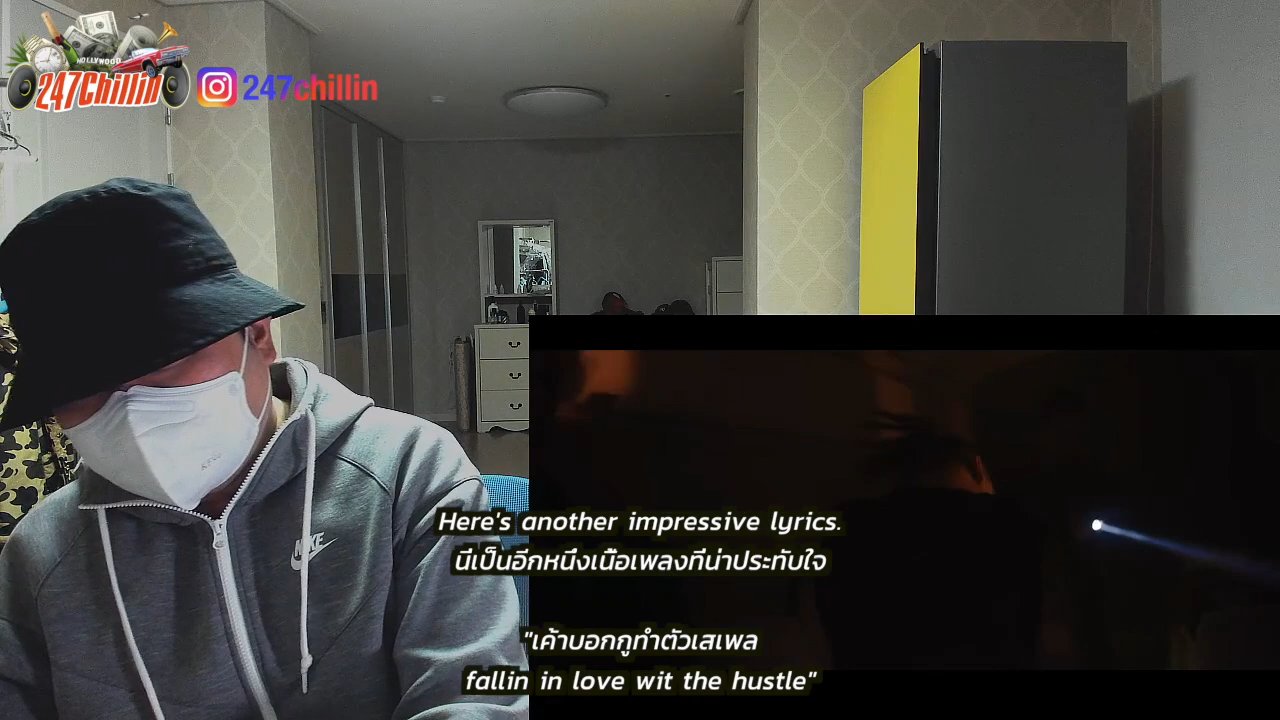 HOLLYWOOD
247Chillin
247chillin
NIKE
Here's another impressive lyrics.
นี่เป็นอีกหนึ่งเนื้อเพลงที่น่าประทับใจ
"เค้าบอกกูทำตัวเสเพล
fallin in love wit the hustle"